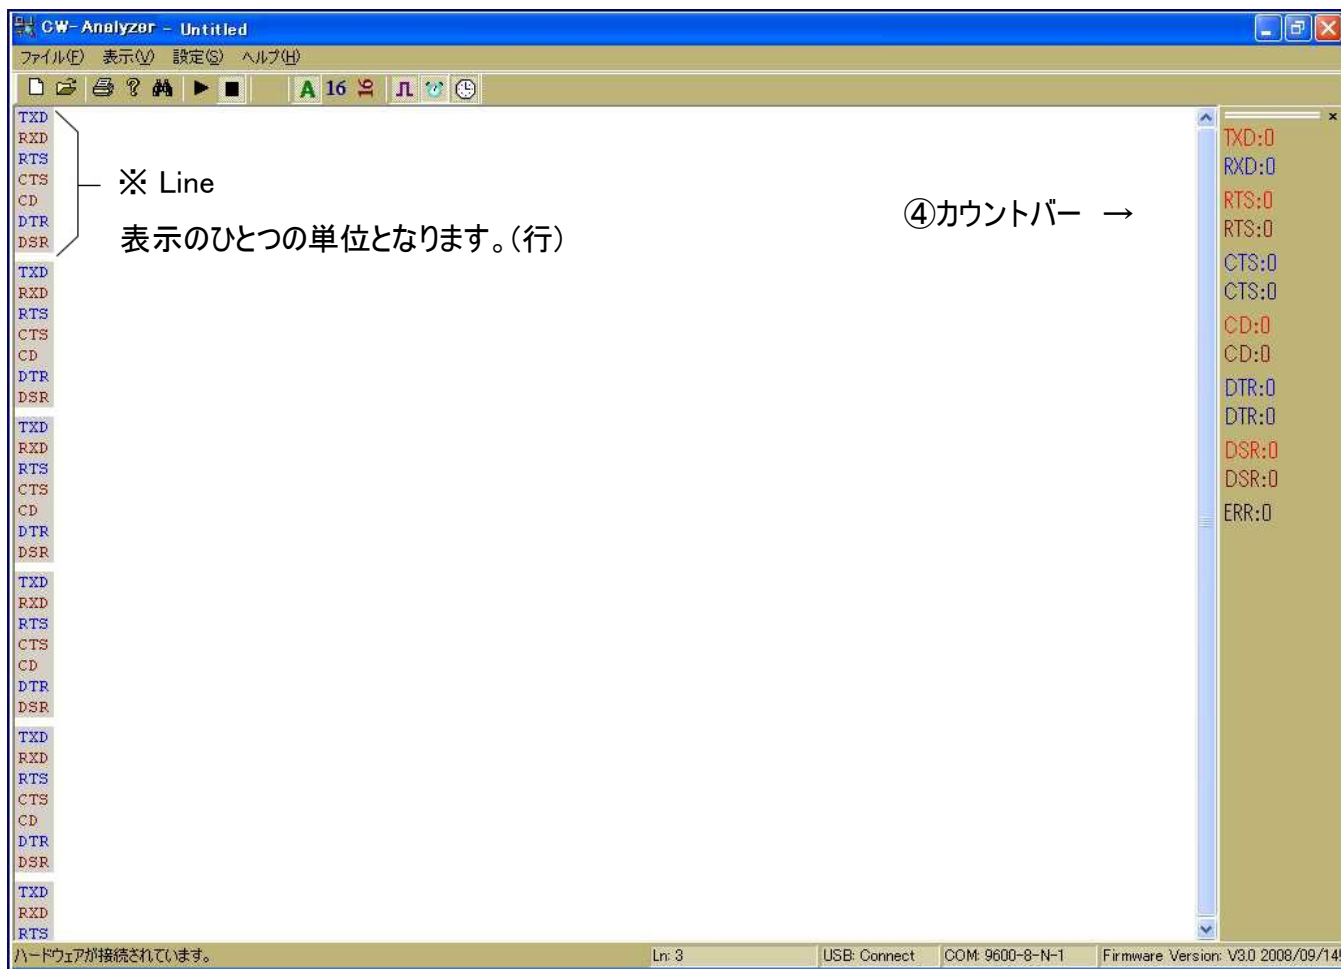 CW-Analyzer - Untitled
ファイル(F) 表示(V) 設定(S) ヘルプ(H)
A 16 10
TXD
RXD
RTS
CTS
CD
DTR
DSR
※ Line
表示のひとつの単位となります。(行)
④カウントバー →
TXD
RXD
RTS
CTS
CD
DTR
DSR
TXD
RXD
RTS
CTS
CD
DTR
DSR
TXD
RXD
RTS
CTS
CD
DTR
DSR
TXD
RXD
RTS
CTS
CD
DTR
DSR
TXD
RXD
RTS
TXD:0
RXD:0
RTS:0
RTS:0
CTS:0
CTS:0
CD:0
CD:0
DTR:0
DTR:0
DSR:0
DSR:0
ERR:0
ハードウェアが接続されています。 Ln: 3 USB: Connect COM: 9600-8-N-1 Firmware Version: V3.0 2008/09/14